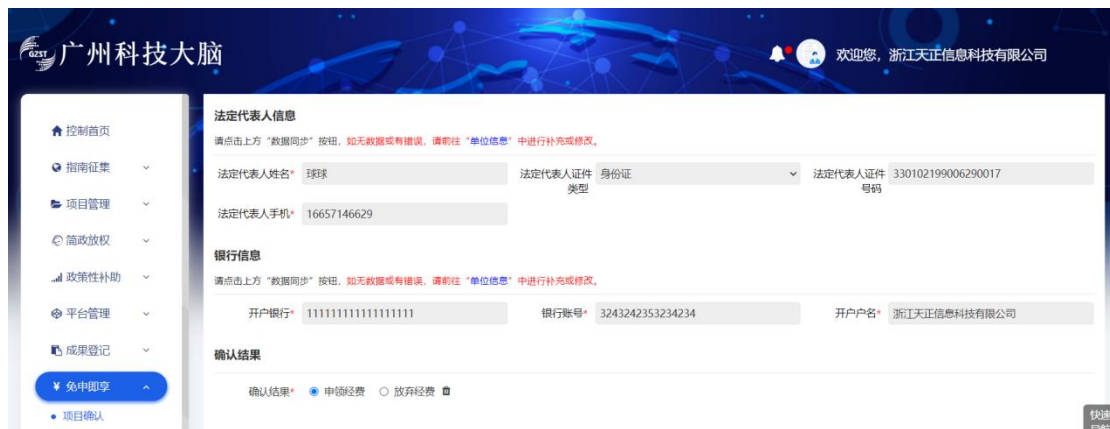 GZST 广州科技大脑
欢迎您, 浙江天正信息科技有限公司
控制首页
指南征集
项目管理
简政放权
政策性补助
平台管理
成果登记
¥ 免申即享
项目确认
法定代表人信息
请点击上方“数据同步”按钮, 如无数据或有错误, 请前往“单位信息”中进行补充或修改。
法定代表人姓名* 球球
法定代表人证件类型 身份证
法定代表人证件号码 330102199006290017
法定代表人手机* 16657146629
银行信息
请点击上方“数据同步”按钮, 如无数据或有错误, 请前往“单位信息”中进行补充或修改。
开户银行* 111111111111111111
银行账号* 3243242353234234
开户户名* 浙江天正信息科技有限公司
确认结果
确认结果* 申领经费 放弃经费
快速